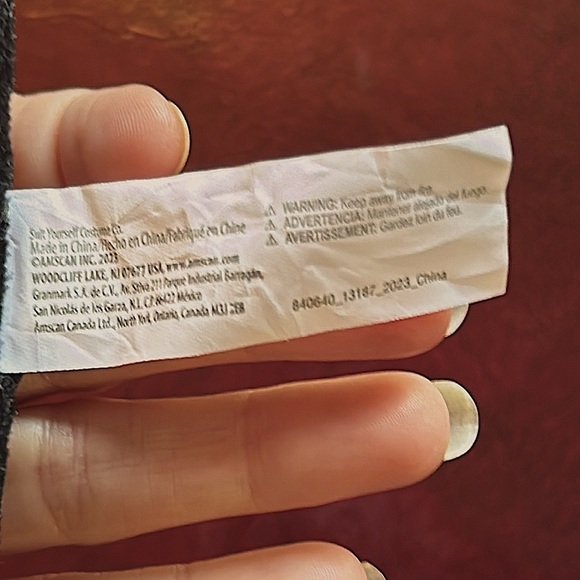 Suit Yourself Costume Co.
Made in China/Hecho en China/Fabriqué en Chine
©AMSCAN INC. 2023
WOODCLIFF LAKE, NJ 07677 USA, www.amscan.com
Granmark S.A. de C.V., Av. Stiva 211 Parque Industrial Barragán,
San Nicolás de los Garza, N.L. CP 66422 México
Amscan Canada Ltd., North York, Ontario, Canada M3J 2E8
⚠ WARNING: Keep away from fire.
⚠ ADVERTENCIA: Mantener alejado del fuego.
⚠ AVERTISSEMENT: Gardez loin du feu.
840640_13187_2023_China